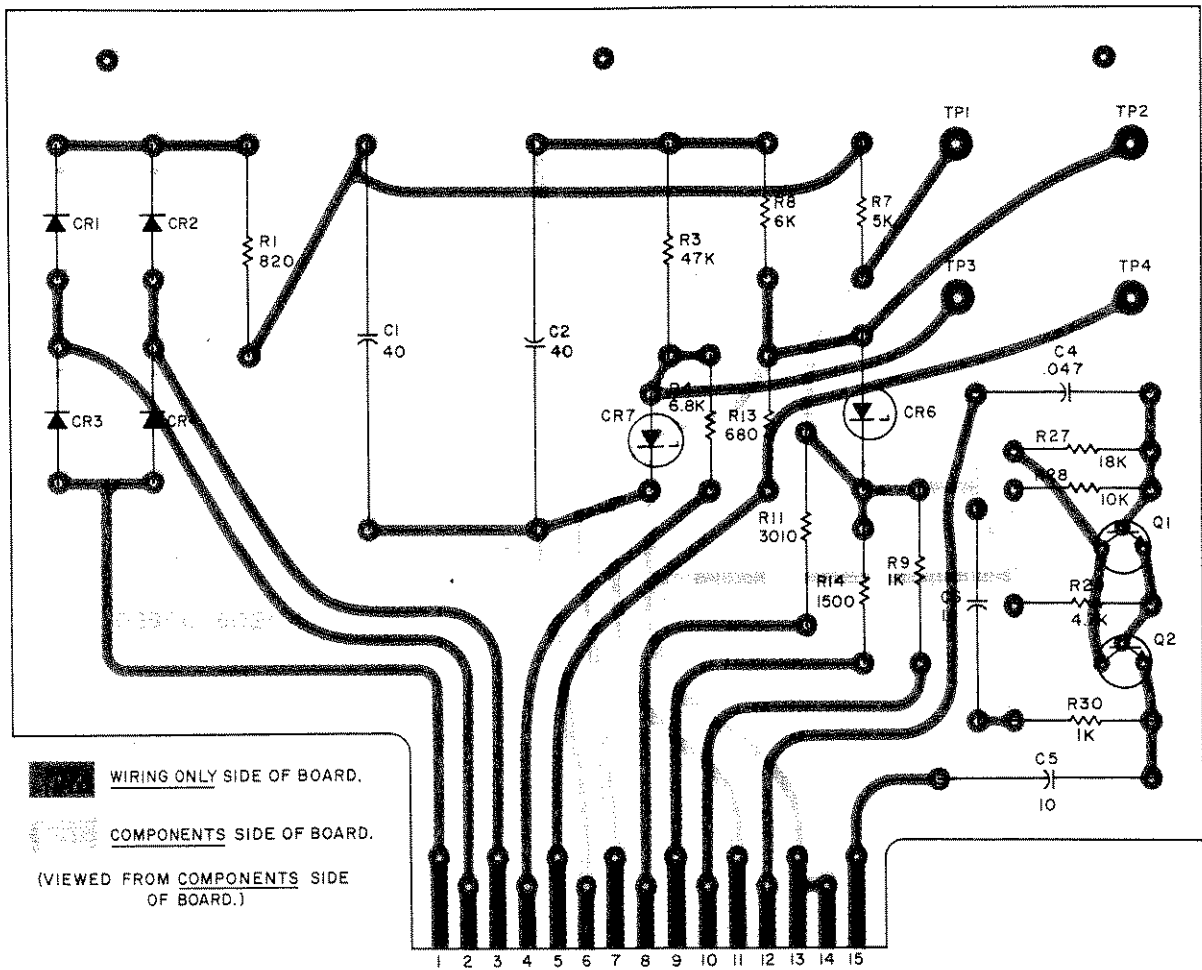 TP1
TP2
CR1
CR2
R1
820
R3
47K
R8
6K
R7
5K
TP3
TP4
C1
40
C2
40
C4
.047
CR3
CR7
6.8K
R13
680
CR6
R27
18K
R28
10K
Q1
R11
3010
R14
1500
R9
1K
Q2
R30
1K
C5
10
WIRING ONLY SIDE OF BOARD.
COMPONENTS SIDE OF BOARD.
(VIEWED FROM COMPONENTS SIDE
OF BOARD.)
1 2 3 4 5 6 7 8 9 10 11 12 13 14 15